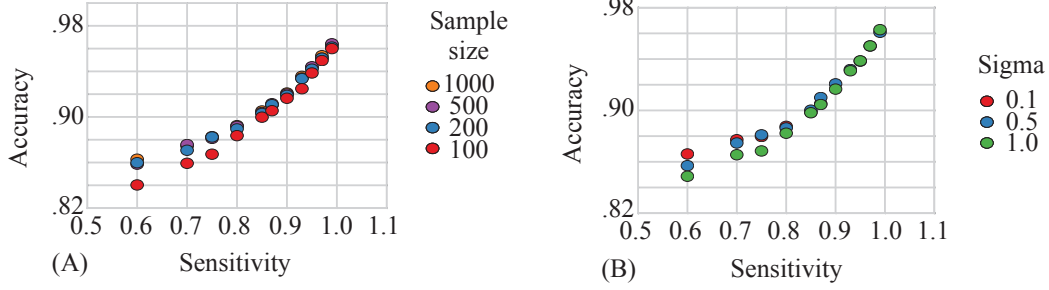 .98
.90
.82
Accuracy
0.5 0.6 0.7 0.8 0.9 1.0 1.1
(A) Sensitivity
Sample
size
1000
500
200
100
.98
.90
.82
Accuracy
0.5 0.6 0.7 0.8 0.9 1.0 1.1
(B) Sensitivity
Sigma
0.1
0.5
1.0